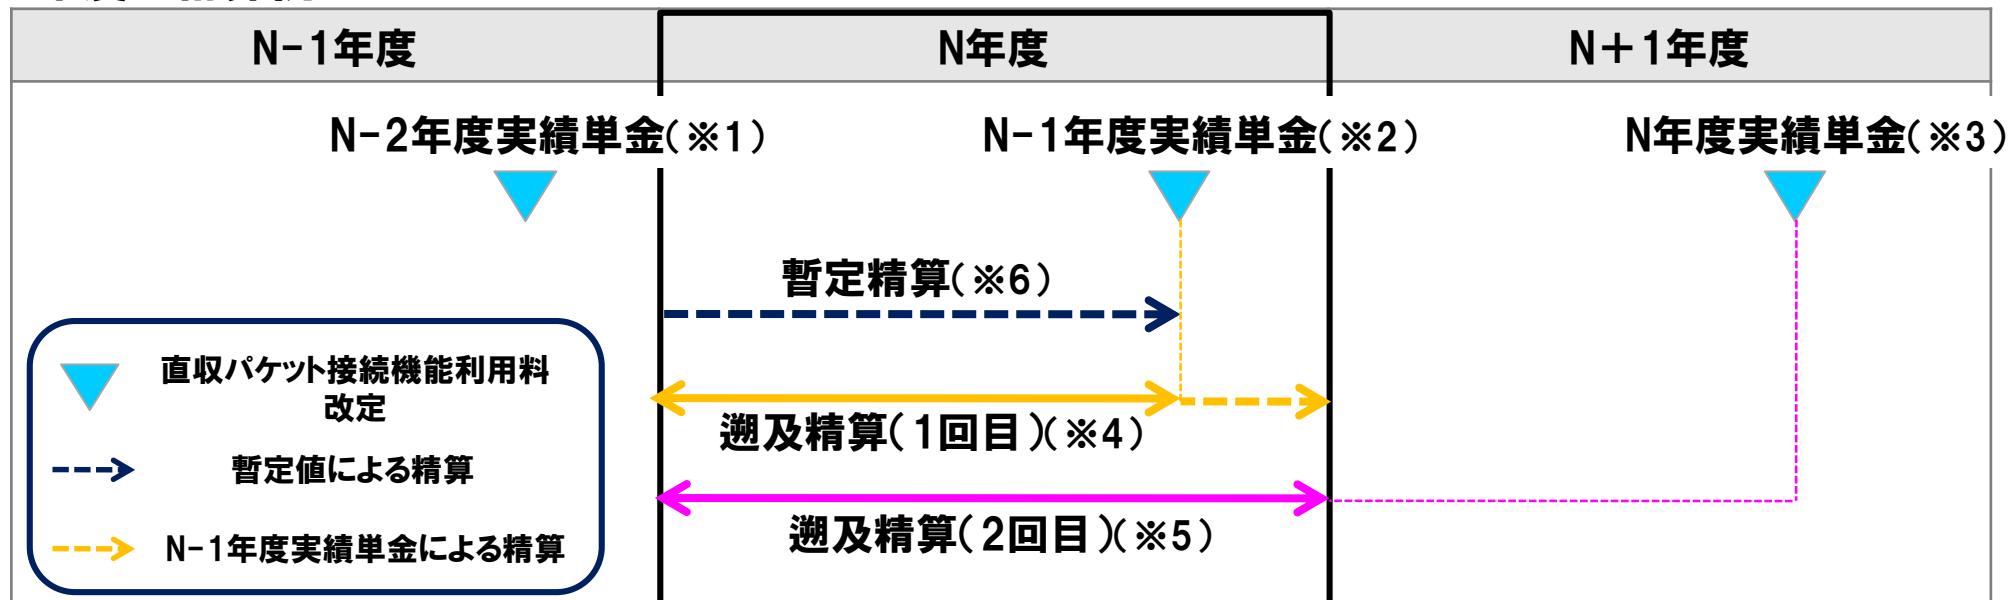 N-1年度
N年度
N＋1年度
N-2年度実績単金(※1)
N-1年度実績単金(※2)
N年度実績単金(※3)
暫定精算(※6)
直収パケット接続機能利用料
改定
遡及精算(1回目)(※4)
暫定値による精算
遡及精算(2回目)(※5)
N-1年度実績単金による精算